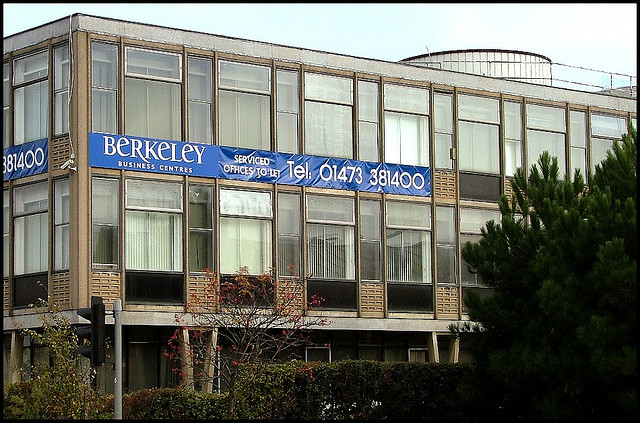 381400
BERKELEY
BUSINESS CENTRES
SERVICED
OFFICES TO LET
Tel: 01473 381400